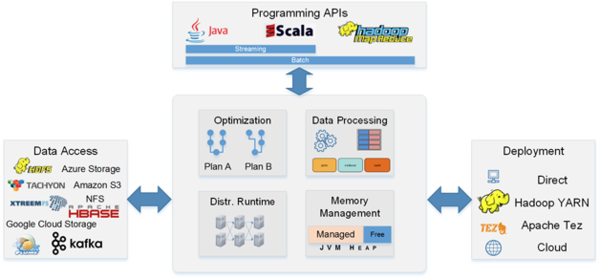 Programming APIs
Java
Scala
hadoop
Map Reduce
Streaming
Batch
Optimization
Plan A Plan B
Data Processing
Distr. Runtime
Memory
Management
Managed Free
JVM HEAP
Data Access
HDFS Azure Storage
TACHYON Amazon S3
XTREEMFS NFS
APACHE
HBASE
Google Cloud Storage
kafka
Deployment
Direct
Hadoop YARN
TEZ Apache Tez
Cloud